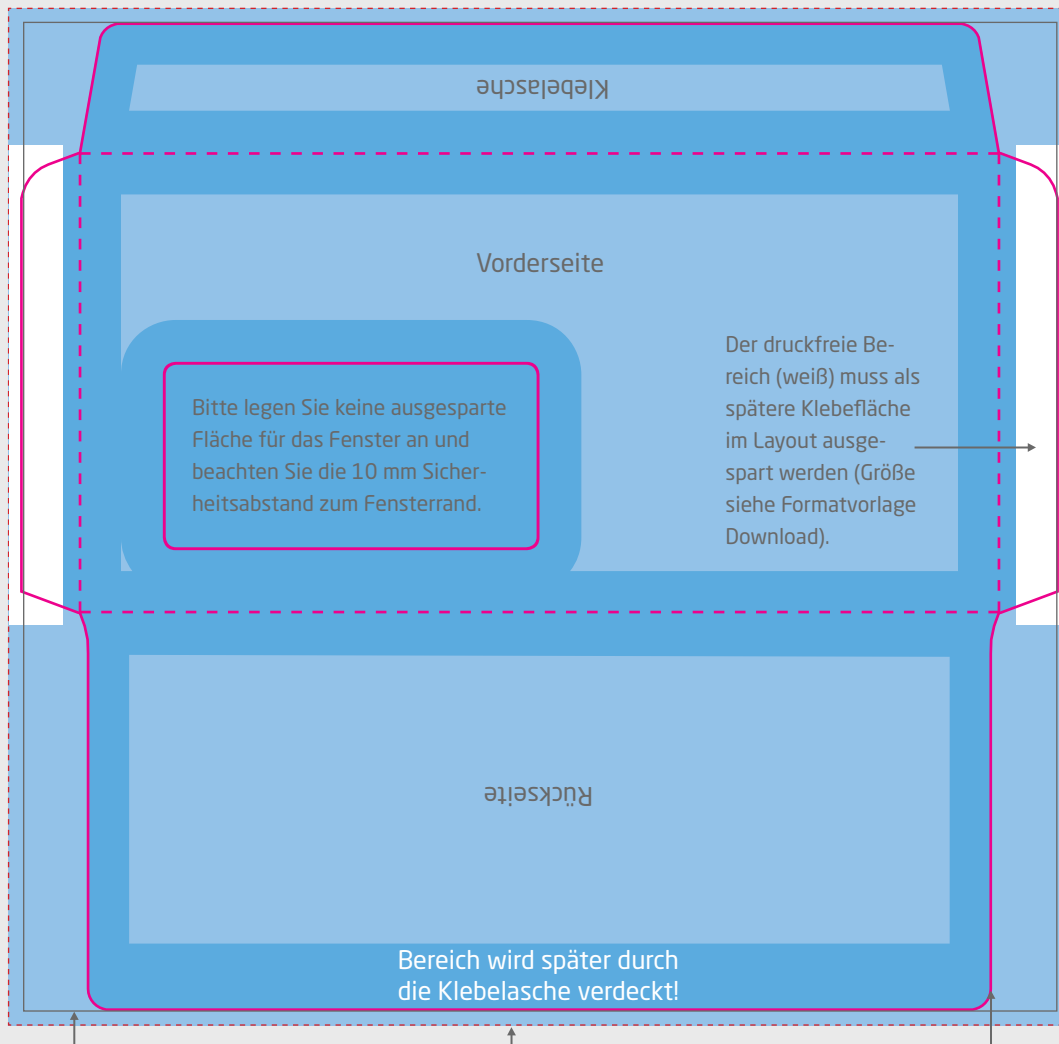 Klebelasche
Vorderseite
Der druckfreie Be-
reich (weiß) muss als
spätere Klebefläche
im Layout ausge-
spart werden (Größe
siehe Formatvorlage
Download).
Bitte legen Sie keine ausgesparte
Fläche für das Fenster an und
beachten Sie die 10 mm Sicher-
heitsabstand zum Fensterrand.
Rückseite
Bereich wird später durch
die Klebelasche verdeckt!